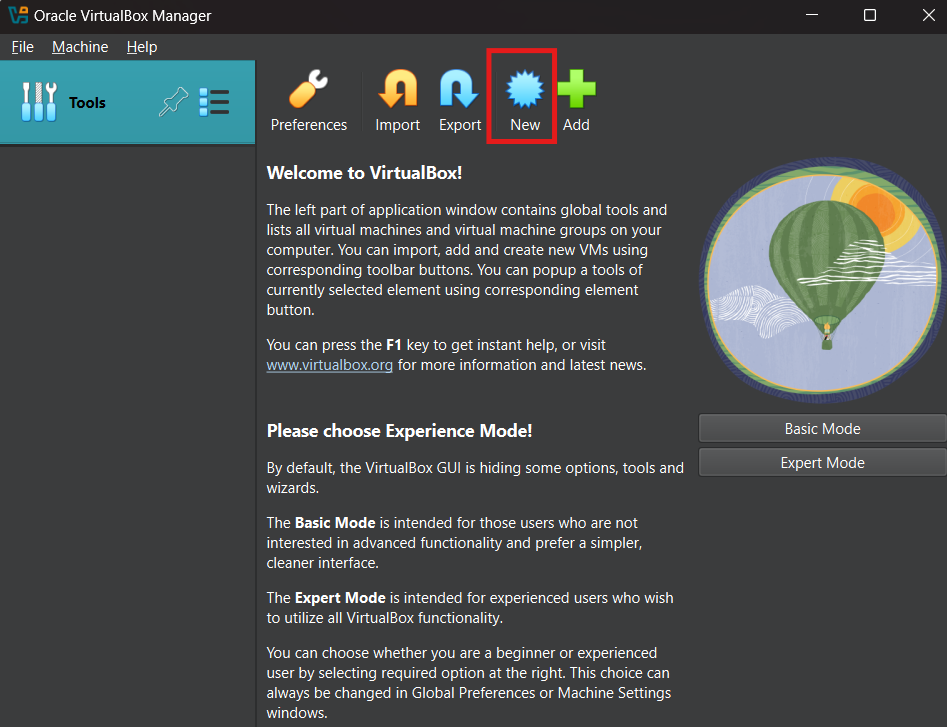 Oracle VirtualBox Manager
File Machine Help
Tools
Preferences Import Export New Add
Welcome to VirtualBox!
The left part of application window contains global tools and
lists all virtual machines and virtual machine groups on your
computer. You can import, add and create new VMs using
corresponding toolbar buttons. You can popup a tools of
currently selected element using corresponding element
button.
You can press the F1 key to get instant help, or visit
www.virtualbox.org for more information and latest news.
Please choose Experience Mode!
By default, the VirtualBox GUI is hiding some options, tools and
wizards.
The Basic Mode is intended for those users who are not
interested in advanced functionality and prefer a simpler,
cleaner interface.
The Expert Mode is intended for experienced users who wish
to utilize all VirtualBox functionality.
You can choose whether you are a beginner or experienced
user by selecting required option at the right. This choice can
always be changed in Global Preferences or Machine Settings
windows.
Basic Mode
Expert Mode